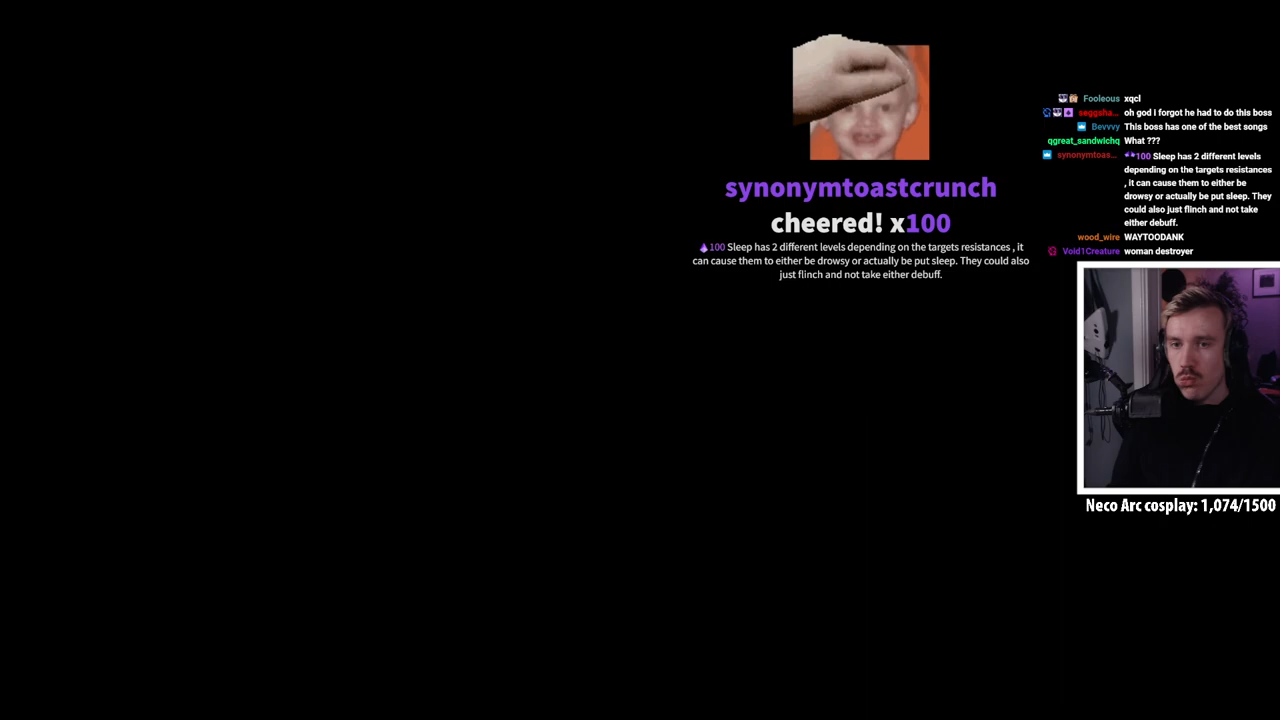 synonymtoastcrunch
cheered! x100
100 Sleep has 2 different levels depending on the targets resistances , it
can cause them to either be drowsy or actually be put sleep. They could also
just flinch and not take either debuff.
Fooleous xqcl
seggsha... oh god I forgot he had to do this boss
Bevvvy This boss has one of the best songs
qgreat_sandwichq What ???
synonymtoas... 100 Sleep has 2 different levels
depending on the targets resistances
, it can cause them to either be
drowsy or actually be put sleep. They
could also just flinch and not take
either debuff.
wood_wire WAYTOODANK
Void1Creature woman destroyer
Neco Arc cosplay: 1,074/1500